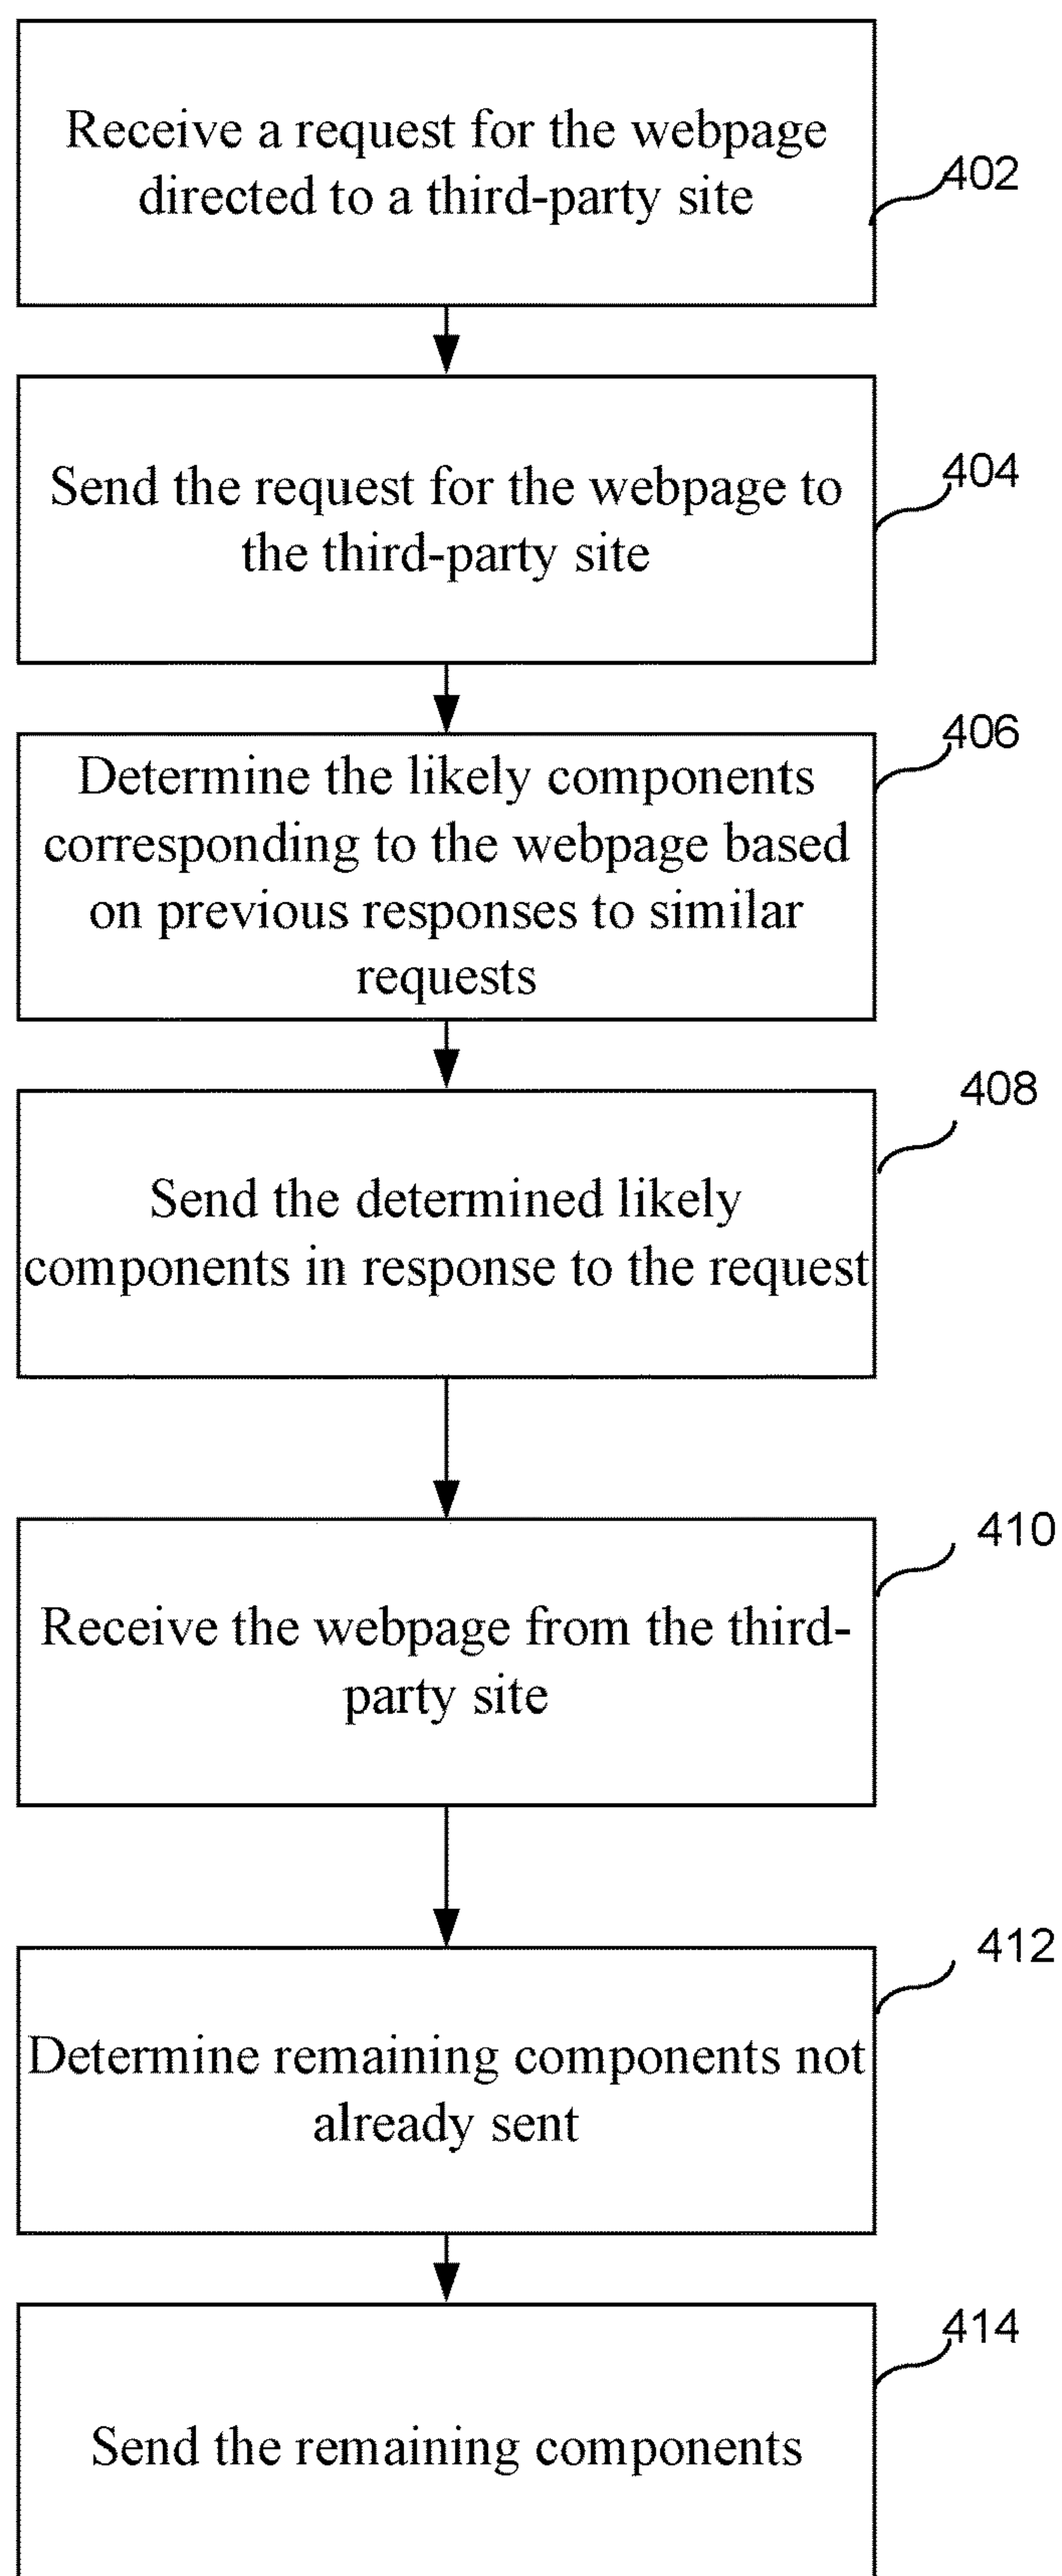 Receive a request for the webpage
directed to a third-party site
402
Send the request for the webpage to
the third-party site
404
Determine the likely components
corresponding to the webpage based
on previous responses to similar
requests
406
Send the determined likely
components in response to the request
408
Receive the webpage from the third-
party site
410
Determine remaining components not
already sent
412
Send the remaining components
414